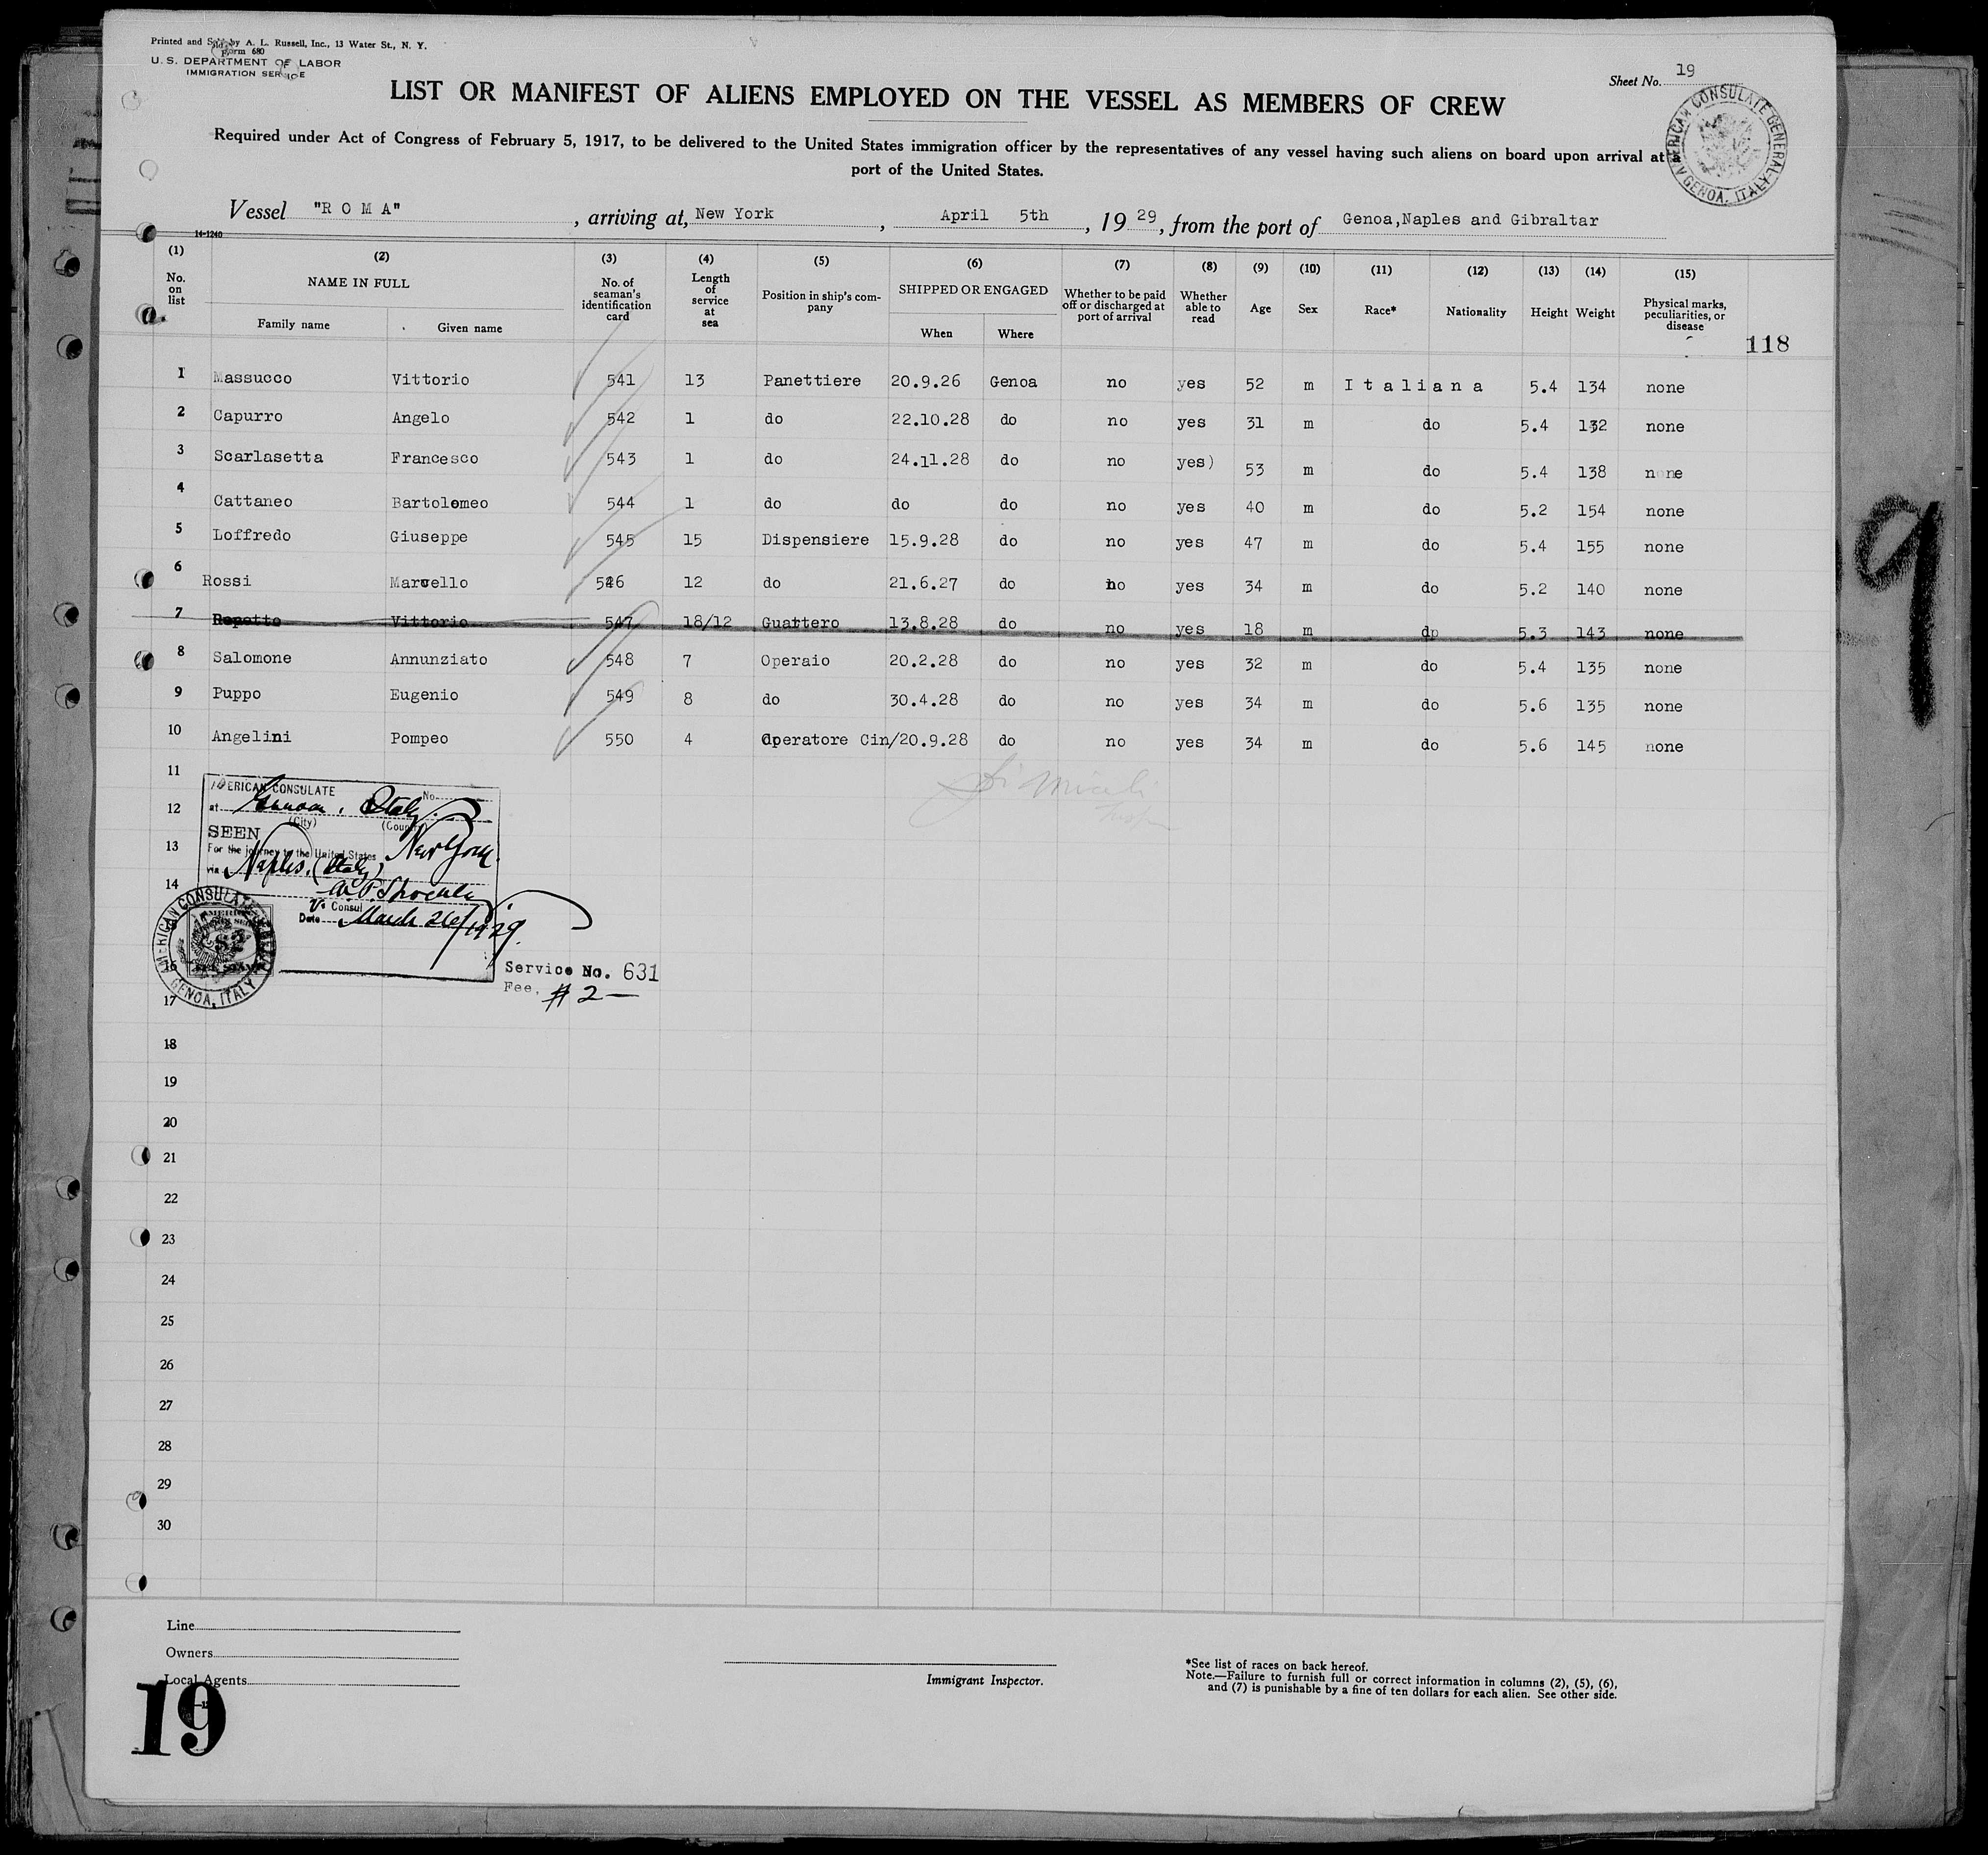 Printed and Sold by A. L. Russell, Inc., 13 Water St., N. Y.
Form 680
U. S. DEPARTMENT OF LABOR
IMMIGRATION SERVICE
Sheet No. 19
LIST OR MANIFEST OF ALIENS EMPLOYED ON THE VESSEL AS MEMBERS OF CREW
Required under Act of Congress of February 5, 1917, to be delivered to the United States immigration officer by the representatives of any vessel having such aliens on board upon arrival at
port of the United States.
AMERICAN CONSULATE GENERAL GENOA, ITALY
Vessel "R O M A" , arriving at, New York , April 5th , 19 29 , from the port of Genoa,Naples and Gibraltar
14-1240
(1) (2) (3) (4) (5) (6) (7) (8) (9) (10) (11) (12) (13) (14) (15)
No. on list NAME IN FULL Family name Given name No. of seaman's identification card Length of service at sea Position in ship's company SHIPPED OR ENGAGED When Where Whether to be paid off or discharged at port of arrival Whether able to read Age Sex Race* Nationality Height Weight Physical marks, peculiarities, or disease
118
1 Massucco Vittorio 541 13 Panettiere 20.9.26 Genoa no yes 52 m I t a l i a n a 5.4 134 none
2 Capurro Angelo 542 1 do 22.10.28 do no yes 31 m do 5.4 132 none
3 Scarlasetta Francesco 543 1 do 24.11.28 do no yes) 53 m do 5.4 138 none
4 Cattaneo Bartolomeo 544 1 do do do no yes 40 m do 5.2 154 none
5 Loffredo Giuseppe 545 15 Dispensiere 15.9.28 do no yes 47 m do 5.4 155 none
6 Rossi Marcello 546 12 do 21.6.27 do no yes 34 m do 5.2 140 none
7 Repetto Vittorio 547 18/12 Guattero 13.8.28 do no yes 18 m do 5.3 143 none
8 Salomone Annunziato 548 7 Operaio 20.2.28 do no yes 32 m do 5.4 135 none
9 Puppo Eugenio 549 8 do 30.4.28 do no yes 34 m do 5.6 135 none
10 Angelini Pompeo 550 4 Operatore Cin/20.9.28 do no yes 34 m do 5.6 145 none
11
AMERICAN CONSULATE No.
12
at Genoa, Italy.
(City) (Country)
SEEN
13
For the journey to the United States New York
via Naples, (Italy)
14
V. Consul
Date March 26/1929.
AMERICAN CONSULATE GENERAL GENOA, ITALY
$2
16
Service No. 631
Fee. $2—
17
18
19
20
21
22
23
24
25
26
27
28
29
30
Line
Owners
Local Agents
Immigrant Inspector.
*See list of races on back hereof.
Note.—Failure to furnish full or correct information in columns (2), (5), (6),
and (7) is punishable by a fine of ten dollars for each alien. See other side.
19
9